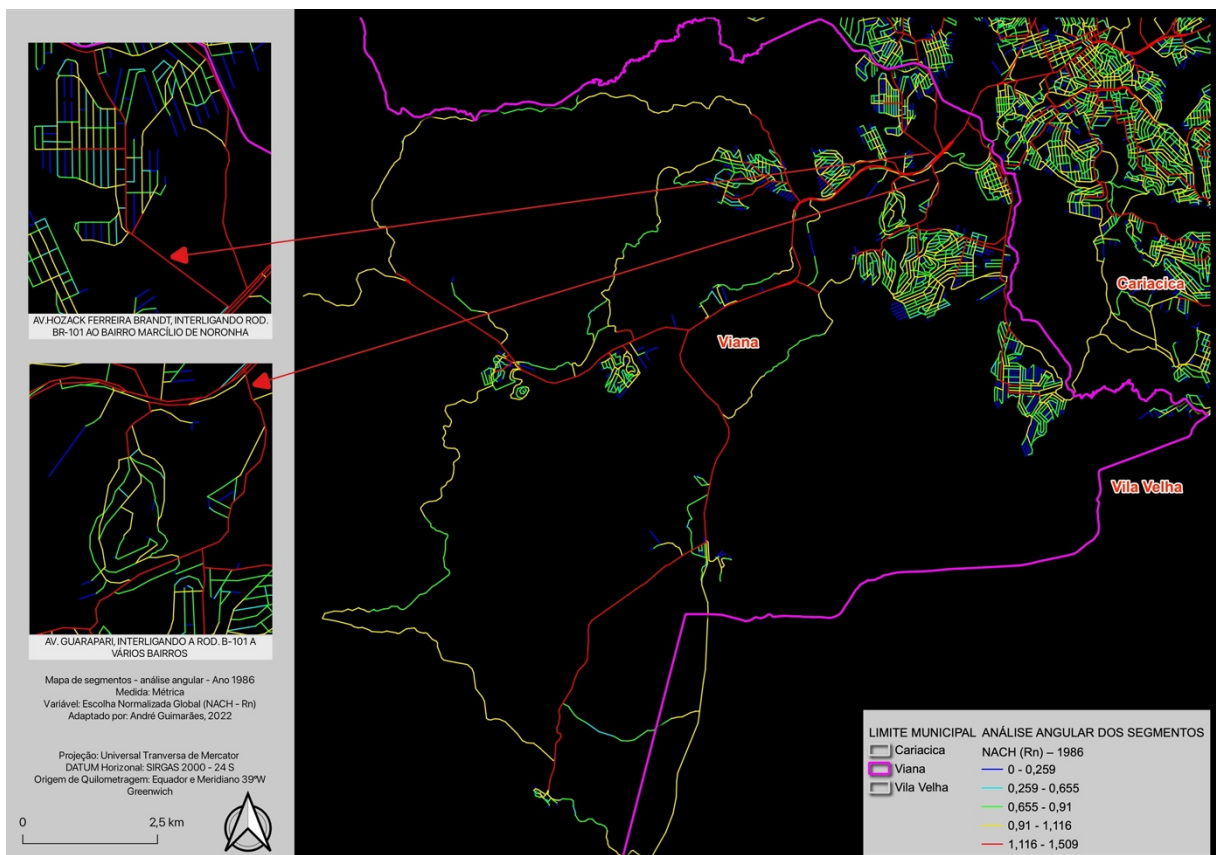 AV.HOZACK FERREIRA BRANDT, INTERLIGANDO ROD.
BR-101 AO BAIRRO MARCÍLIO DE NORONHA
AV. GUARAPARI, INTERLIGANDO A ROD. B-101 A
VÁRIOS BAIRROS
Mapa de segmentos - análise angular - Ano 1986
Medida: Métrica
Variável: Escolha Normalizada Global (NACH - Rn)
Adaptado por: André Guimarães, 2022
Projeção: Universal Tranversa de Mercator
DATUM Horizonal: SIRGAS 2000 - 24 S
Origem de Quilometragem: Equador e Meridiano 39ºW
Greenwich
0 2,5 km
Viana
Cariacica
Vila Velha
LIMITE MUNICIPAL
Cariacica
Viana
Vila Velha
ANÁLISE ANGULAR DOS SEGMENTOS
NACH (Rn) – 1986
0 - 0,259
0,259 - 0,655
0,655 - 0,91
0,91 - 1,116
1,116 - 1,509